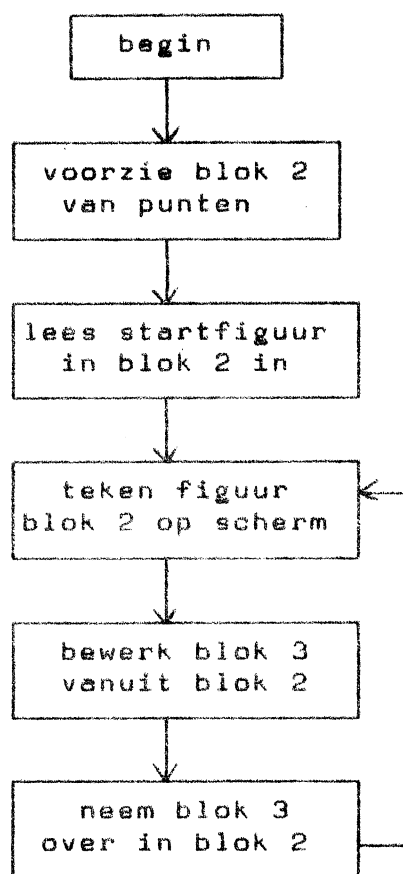 begin
voorzie blok 2
van punten
lees startfiguur
in blok 2 in
teken figuur
blok 2 op scherm
bewerk blok 3
vanuit blok 2
neem blok 3
over in blok 2